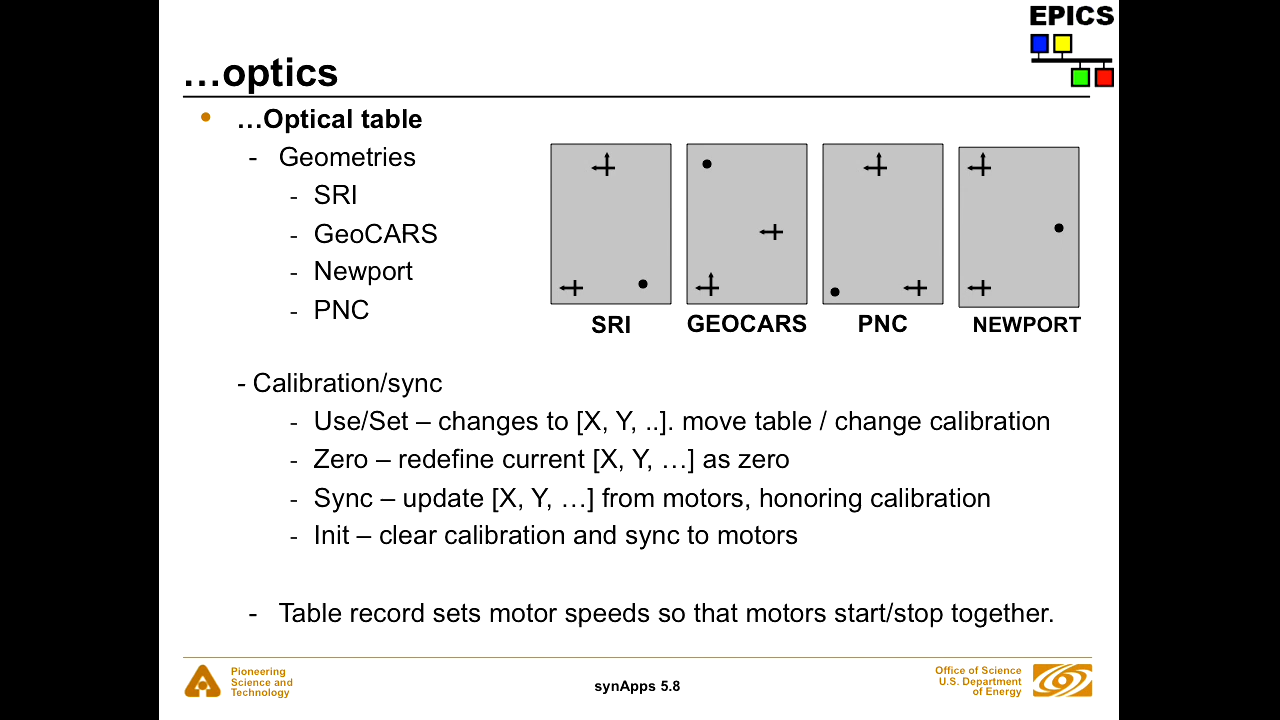 EPICS
…optics
• …Optical table
- Geometries
- SRI
- GeoCARS
- Newport
- PNC
SRI GEOCARS PNC NEWPORT
- Calibration/sync
- Use/Set – changes to [X, Y, ..]. move table / change calibration
- Zero – redefine current [X, Y, …] as zero
- Sync – update [X, Y, …] from motors, honoring calibration
- Init – clear calibration and sync to motors
- Table record sets motor speeds so that motors start/stop together.
Pioneering
Science and
Technology
synApps 5.8
Office of Science
U.S. Department
of Energy